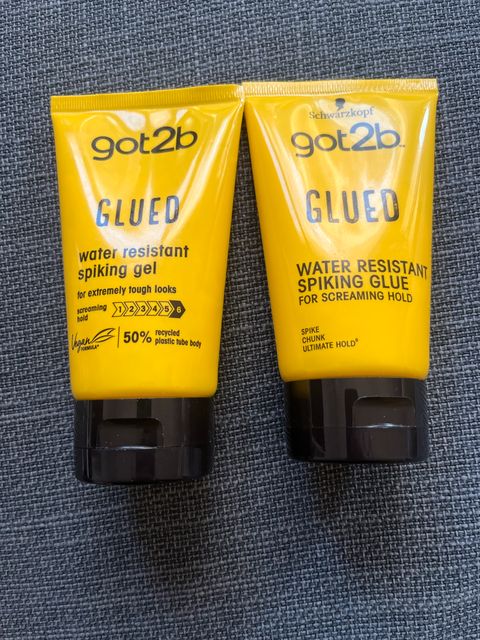 got2b
GLUED
water resistant
spiking gel
for extremely tough looks
screaming
hold
1 2 3 4 5 6
Vegan
FORMULA*
50% recycled
plastic tube body
Schwarzkopf
got2b™
GLUED
WATER RESISTANT
SPIKING GLUE
FOR SCREAMING HOLD
SPIKE
CHUNK
ULTIMATE HOLD*